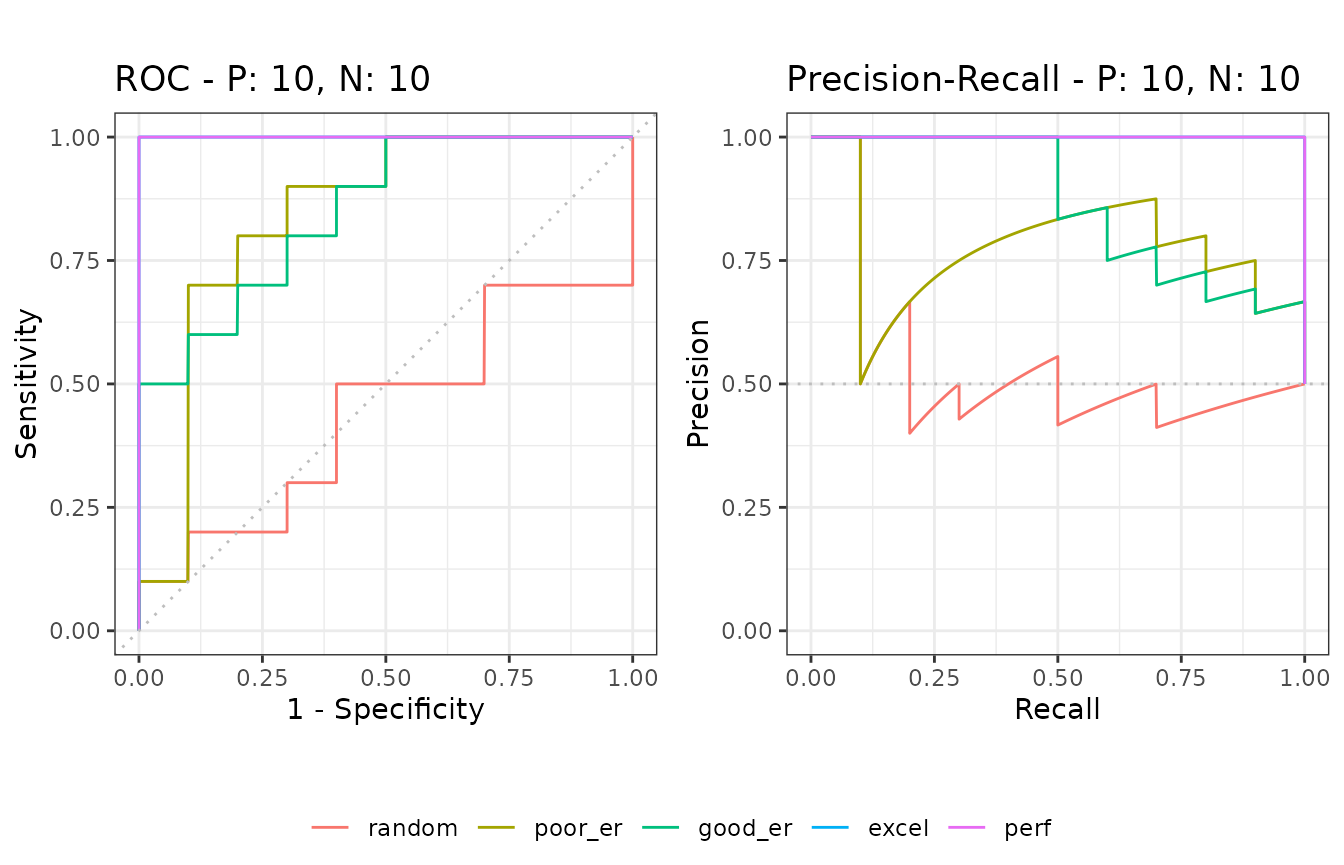 ROC - P: 10, N: 10
Precision-Recall - P: 10, N: 10
Sensitivity
1.00
0.75
0.50
0.25
0.00
0.00 0.25 0.50 0.75 1.00
1 - Specificity
Precision
1.00
0.75
0.50
0.25
0.00
0.00 0.25 0.50 0.75 1.00
Recall
random poor_er good_er excel perf